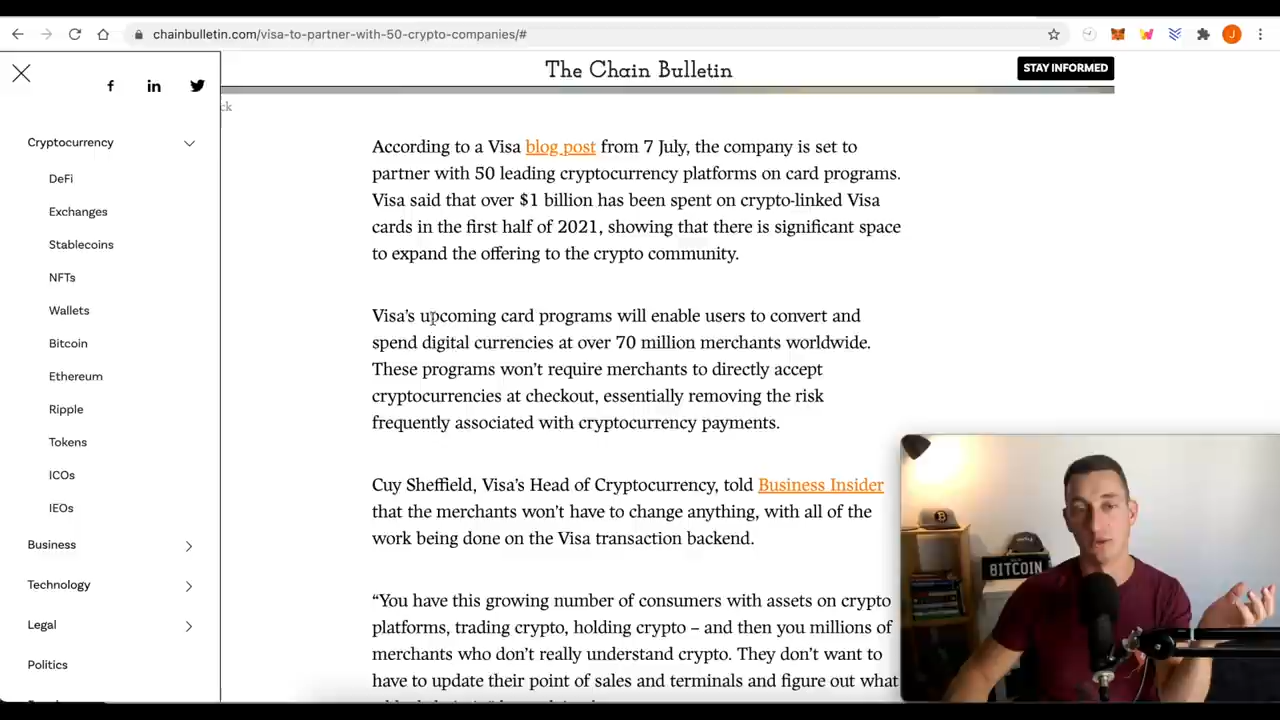 chainbulletin.com/visa-to-partner-with-50-crypto-companies/#
J
The Chain Bulletin
STAY INFORMED
f
in
ck
Cryptocurrency
DeFi
Exchanges
Stablecoins
NFTs
Wallets
Bitcoin
Ethereum
Ripple
Tokens
ICOs
IEOs
Business
Technology
Legal
Politics
According to a Visa blog post from 7 July, the company is set to
partner with 50 leading cryptocurrency platforms on card programs.
Visa said that over $1 billion has been spent on crypto-linked Visa
cards in the first half of 2021, showing that there is significant space
to expand the offering to the crypto community.
Visa’s upcoming card programs will enable users to convert and
spend digital currencies at over 70 million merchants worldwide.
These programs won’t require merchants to directly accept
cryptocurrencies at checkout, essentially removing the risk
frequently associated with cryptocurrency payments.
Cuy Sheffield, Visa’s Head of Cryptocurrency, told Business Insider
that the merchants won’t have to change anything, with all of the
work being done on the Visa transaction backend.
“You have this growing number of consumers with assets on crypto
platforms, trading crypto, holding crypto – and then you millions of
merchants who don’t really understand crypto. They don’t want to
have to update their point of sales and terminals and figure out what
BITCOIN